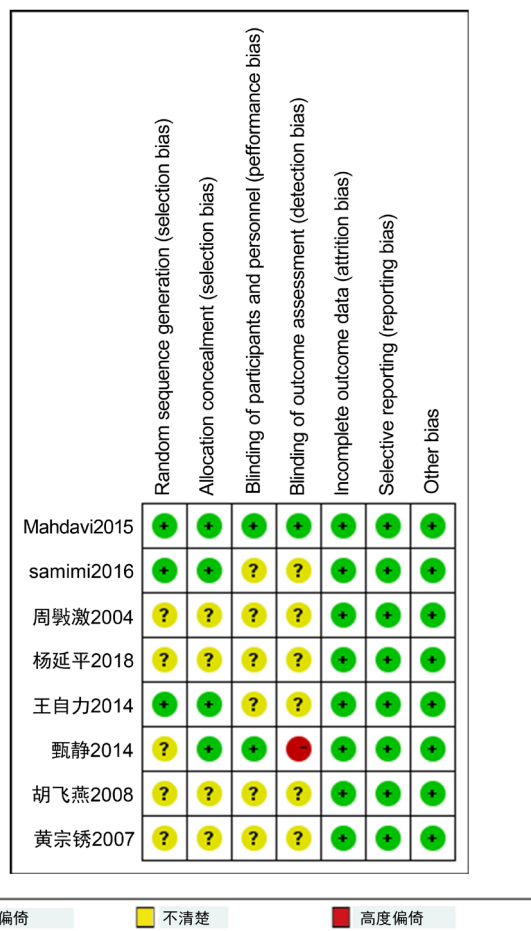 Random sequence generation (selection bias)
Allocation concealment (selection bias)
Blinding of participants and personnel (pefformance bias)
Blinding of outcome assessment (detection bias)
Incomplete outcome data (attrition bias)
Selective reporting (reporting bias)
Other bias
Mahdavi2015 + + + + + + +
samimi2016 + + ? ? + + +
周斅激2004 ? ? ? ? + + +
杨延平2018 ? ? ? ? + + +
王自力2014 + + ? ? + + +
甄静2014 ? + + - + + +
胡飞燕2008 ? ? ? ? + + +
黄宗锈2007 ? ? ? ? + + +
偏倚 不清楚 高度偏倚